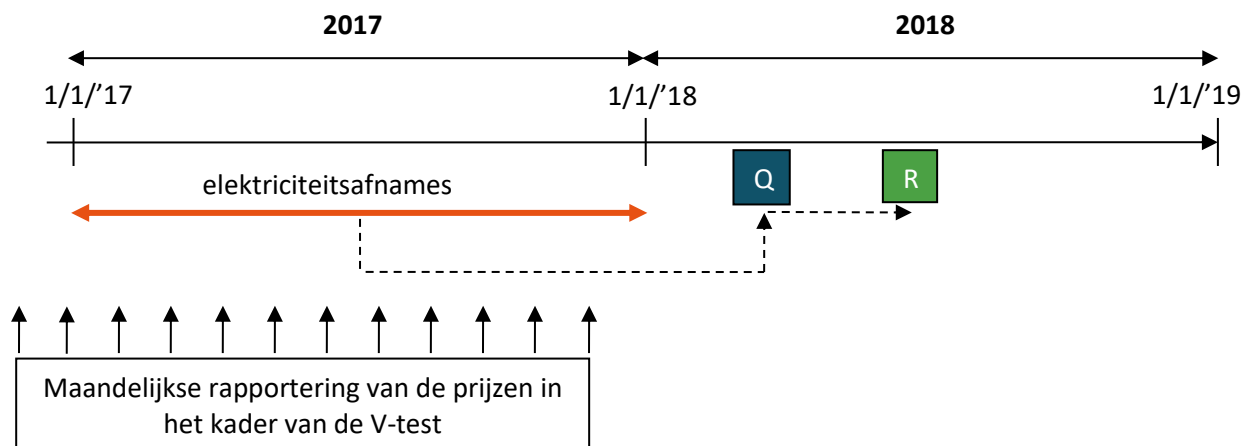 2017 2018
1/1/'17 1/1/'18 1/1/'19
elektriciteitsafnames Q R
Maandelijkse rapportering van de prijzen in
het kader van de V-test